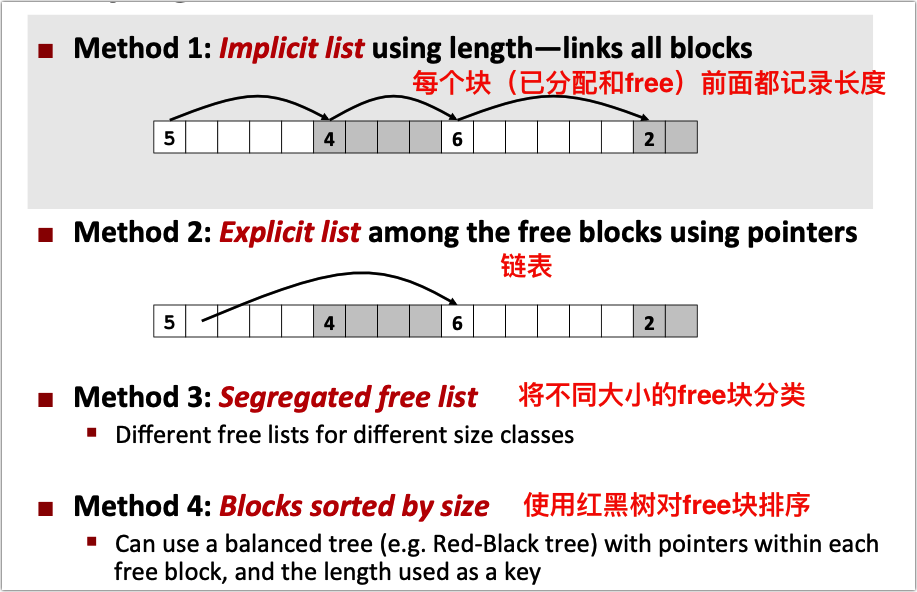 Method 1: Implicit list using length—links all blocks
每个块（已分配和free）前面都记录长度
5 4 6 2
Method 2: Explicit list among the free blocks using pointers
链表
5 4 6 2
Method 3: Segregated free list 将不同大小的free块分类
Different free lists for different size classes
Method 4: Blocks sorted by size 使用红黑树对free块排序
Can use a balanced tree (e.g. Red-Black tree) with pointers within each
free block, and the length used as a key